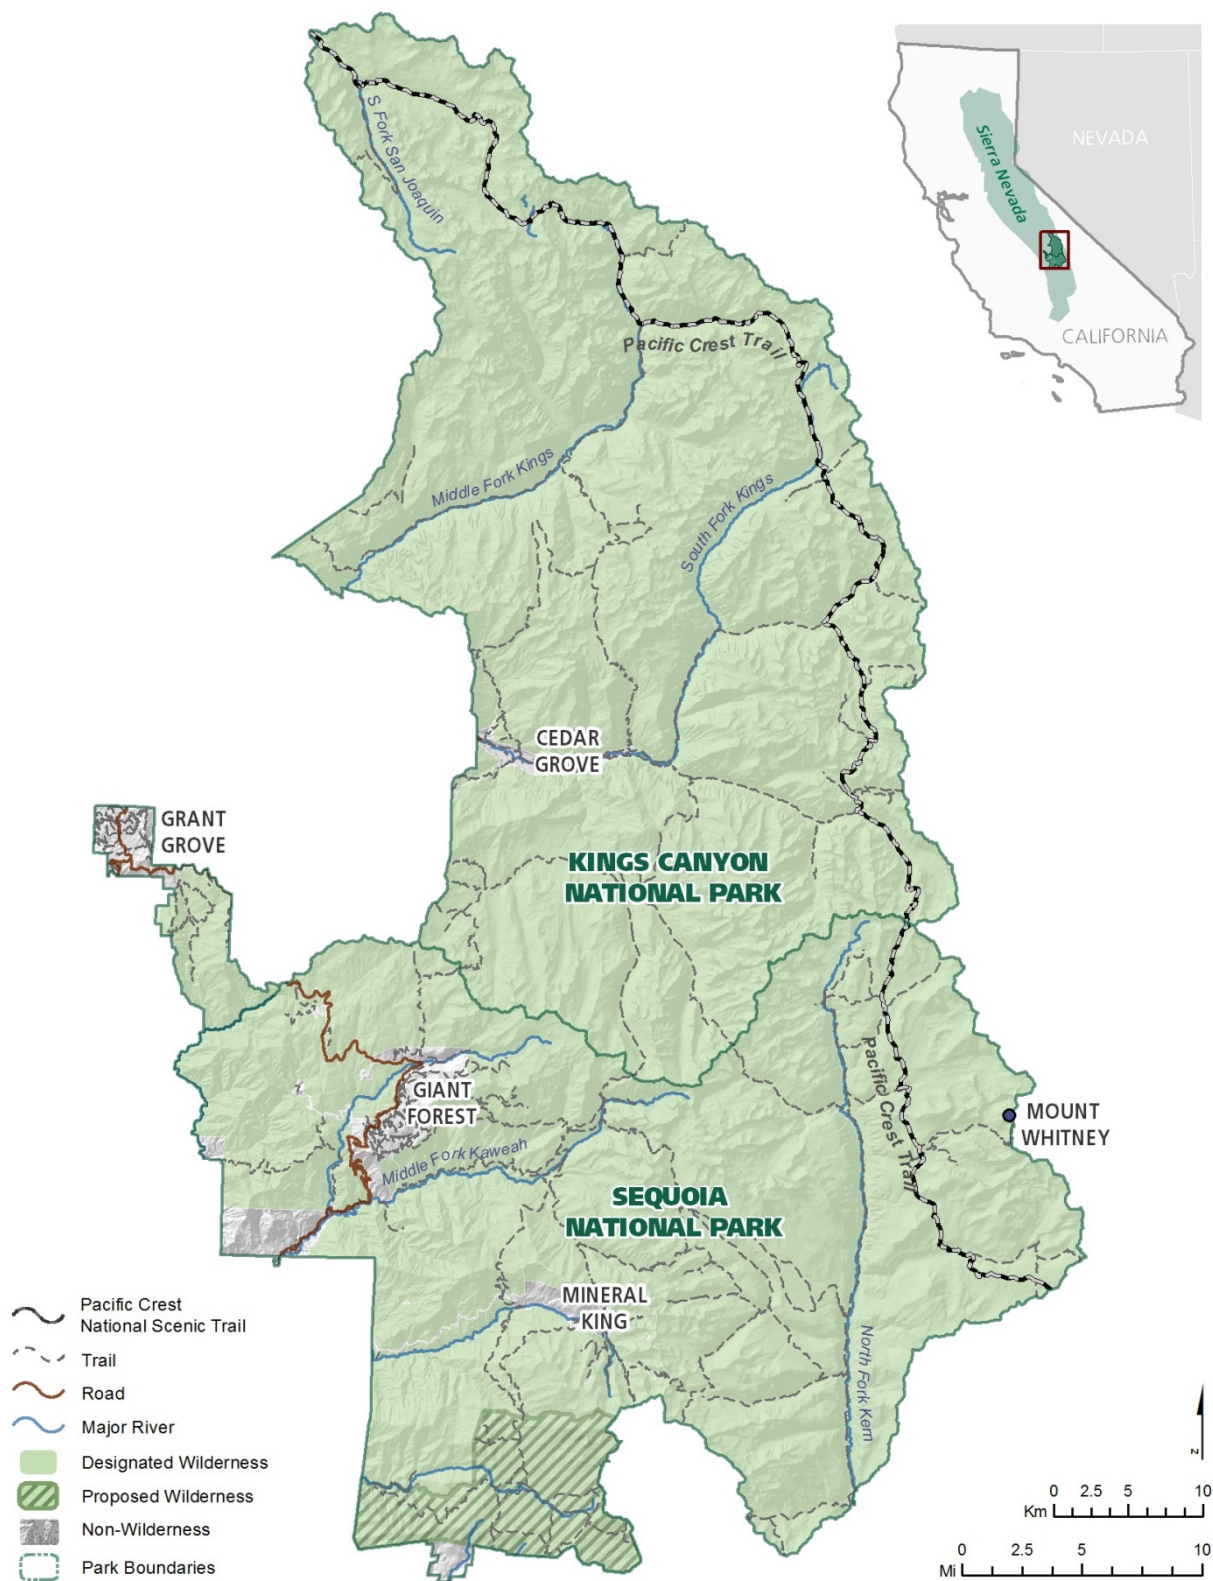 NEVADA
Sierra Nevada
CALIFORNIA
S Fork San Joaquin
Pacific Crest Trail
Middle Fork Kings
South Fork Kings
CEDAR
GROVE
GRANT
GROVE
KINGS CANYON
NATIONAL PARK
GIANT
FOREST
Pacific Crest Trail
MOUNT
WHITNEY
Middle Fork Kaweah
SEQUOIA
NATIONAL PARK
MINERAL
KING
North Fork Kern
Pacific Crest
National Scenic Trail
Trail
Road
Major River
Designated Wilderness
Proposed Wilderness
Non-Wilderness
Park Boundaries
N
0 2.5 5 10
Km
0 2.5 5 10
Mi